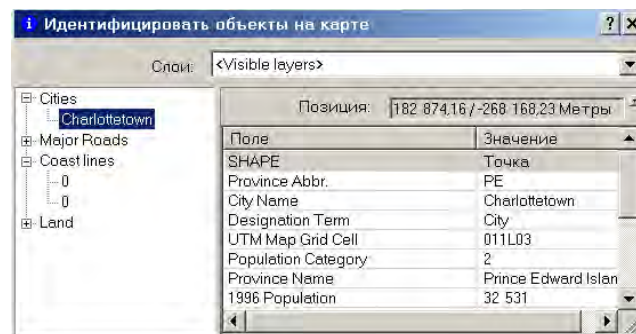 Идентифицировать объекты на карте
Слои: <Visible layers>
Cities
Charlottetown
Major Roads
Coast lines
0
0
Land
Позиция: 182 874,16 / -268 168,23 Метры
Поле Значение
SHAPE Точка
Province Abbr. PE
City Name Charlottetown
Designation Term City
UTM Map Grid Cell 011L03
Population Category 2
Province Name Prince Edward Islan
1996 Population 32 531